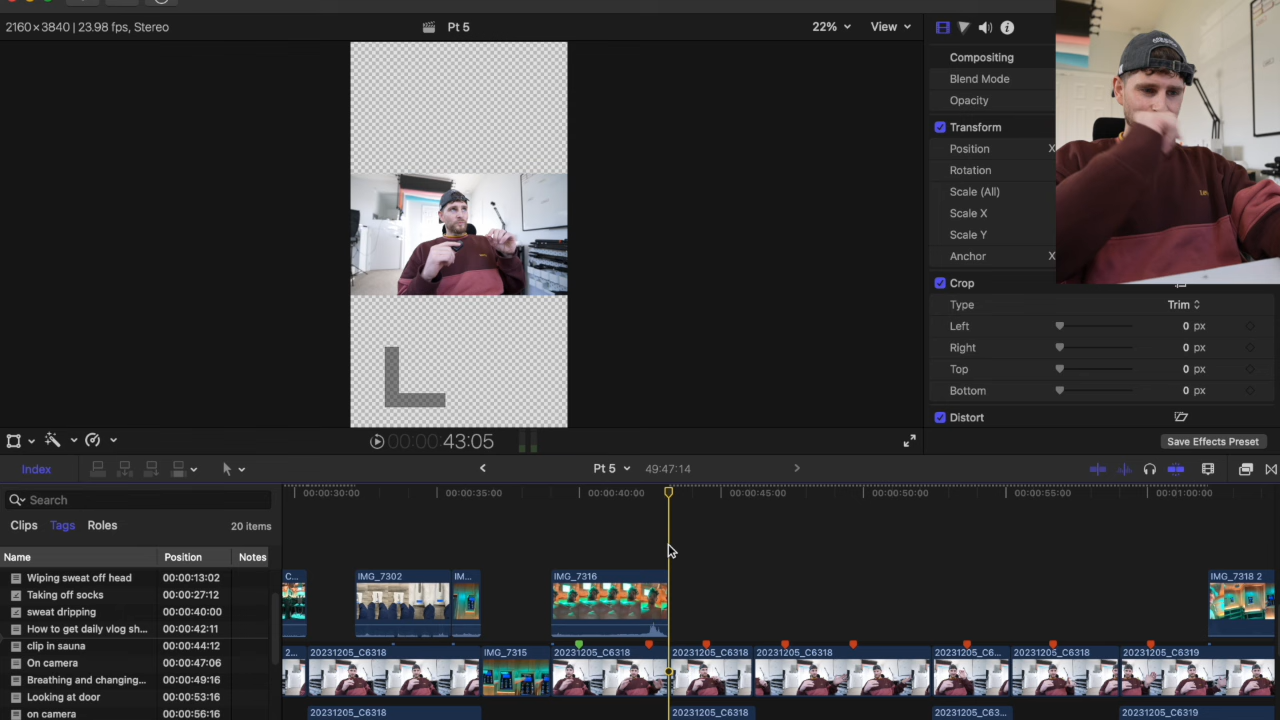 2160×3840 | 23.98 fps, Stereo
Pt 5
22%
View
Compositing
Blend Mode
Opacity
Transform
Position X
Rotation
Scale (All)
Scale X
Scale Y
Anchor X
Crop
Type Trim
Left 0 px
Right 0 px
Top 0 px
Bottom 0 px
Distort
00:00:43:05
Save Effects Preset
Index
Pt 5
49:47:14
Search
Clips Tags Roles 20 items
Name Position Notes
Wiping sweat off head 00:00:13:02
Taking off socks 00:00:27:12
sweat dripping 00:00:40:00
How to get daily vlog sh... 00:00:42:11
clip in sauna 00:00:44:12
On camera 00:00:47:06
Breathing and changing... 00:00:49:16
Looking at door 00:00:53:16
on camera 00:00:56:16
00:00:30:00 00:00:35:00 00:00:40:00 00:00:45:00 00:00:50:00 00:00:55:00 00:01:00:00
C... IMG_7302 IM... IMG_7316 IMG_7318 2
2... 20231205_C6318 IMG_7315 20231205_C6318 20231205_C6318 20231205_C6318 20231205_C6... 20231205_C6318 20231205_C6319
20231205_C6318 20231205_C6318 20231205_C63... 20231205_C6319